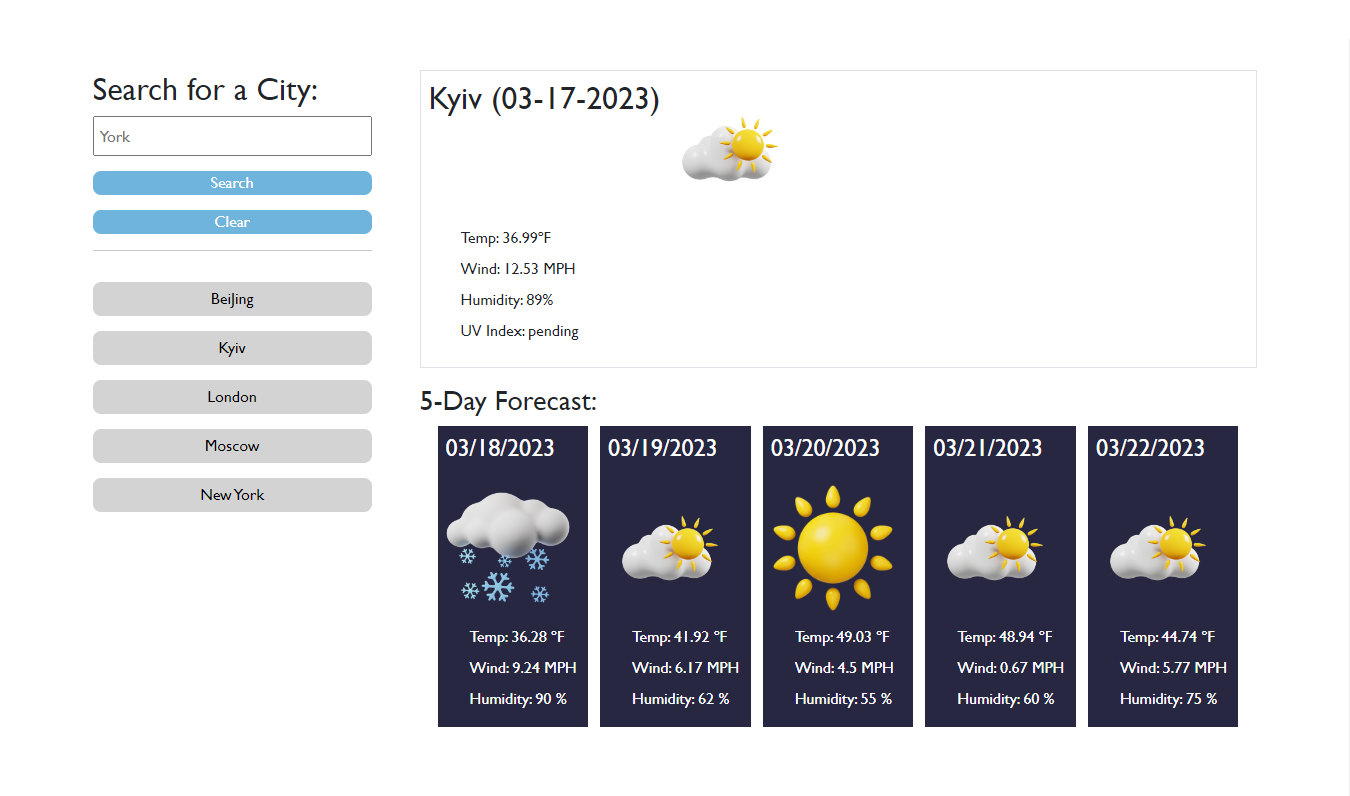 Search for a City:
York
Search
Clear
BeiJing
Kyiv
London
Moscow
New York
Kyiv (03-17-2023)
Temp: 36.99°F
Wind: 12.53 MPH
Humidity: 89%
UV Index: pending
5-Day Forecast:
03/18/2023
Temp: 36.28 °F
Wind: 9.24 MPH
Humidity: 90 %
03/19/2023
Temp: 41.92 °F
Wind: 6.17 MPH
Humidity: 62 %
03/20/2023
Temp: 49.03 °F
Wind: 4.5 MPH
Humidity: 55 %
03/21/2023
Temp: 48.94 °F
Wind: 0.67 MPH
Humidity: 60 %
03/22/2023
Temp: 44.74 °F
Wind: 5.77 MPH
Humidity: 75 %